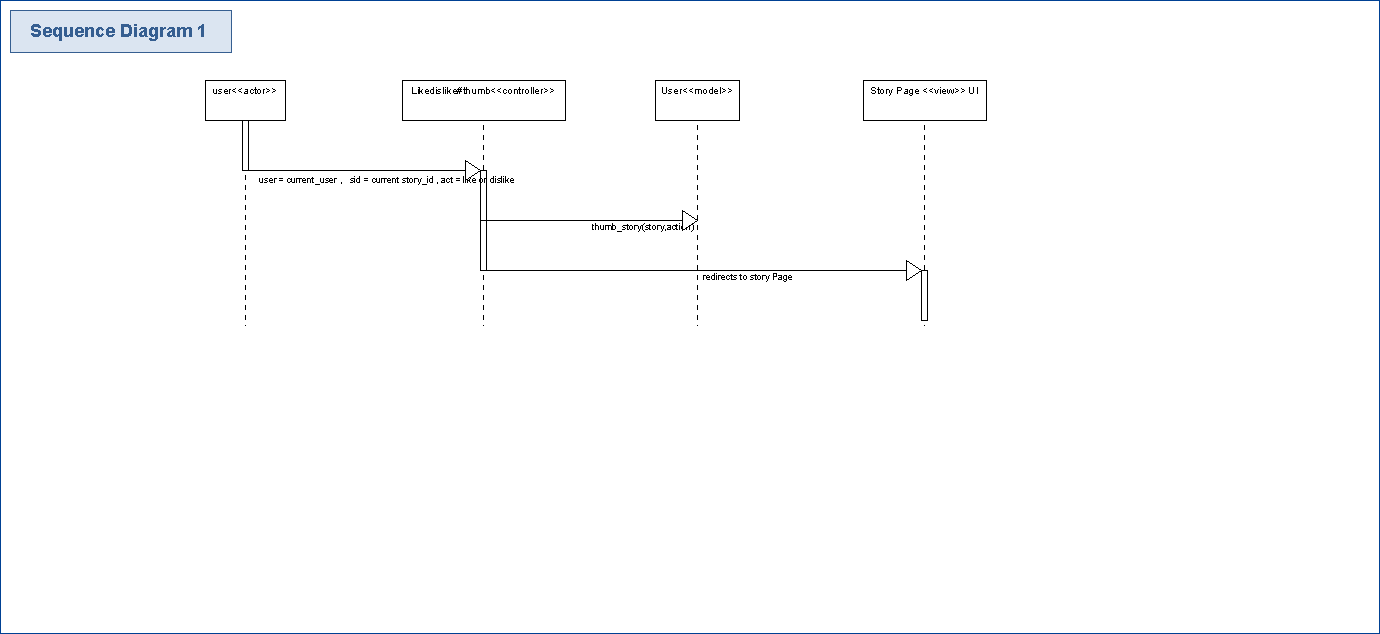 Sequence Diagram 1
user<<actor>>
Likedislike#thumb<<controller>>
User<<model>>
Story Page <<view>> UI
user = current_user , sid = current story_id , act = like or dislike
thumb_story(story,action)
redirects to story Page